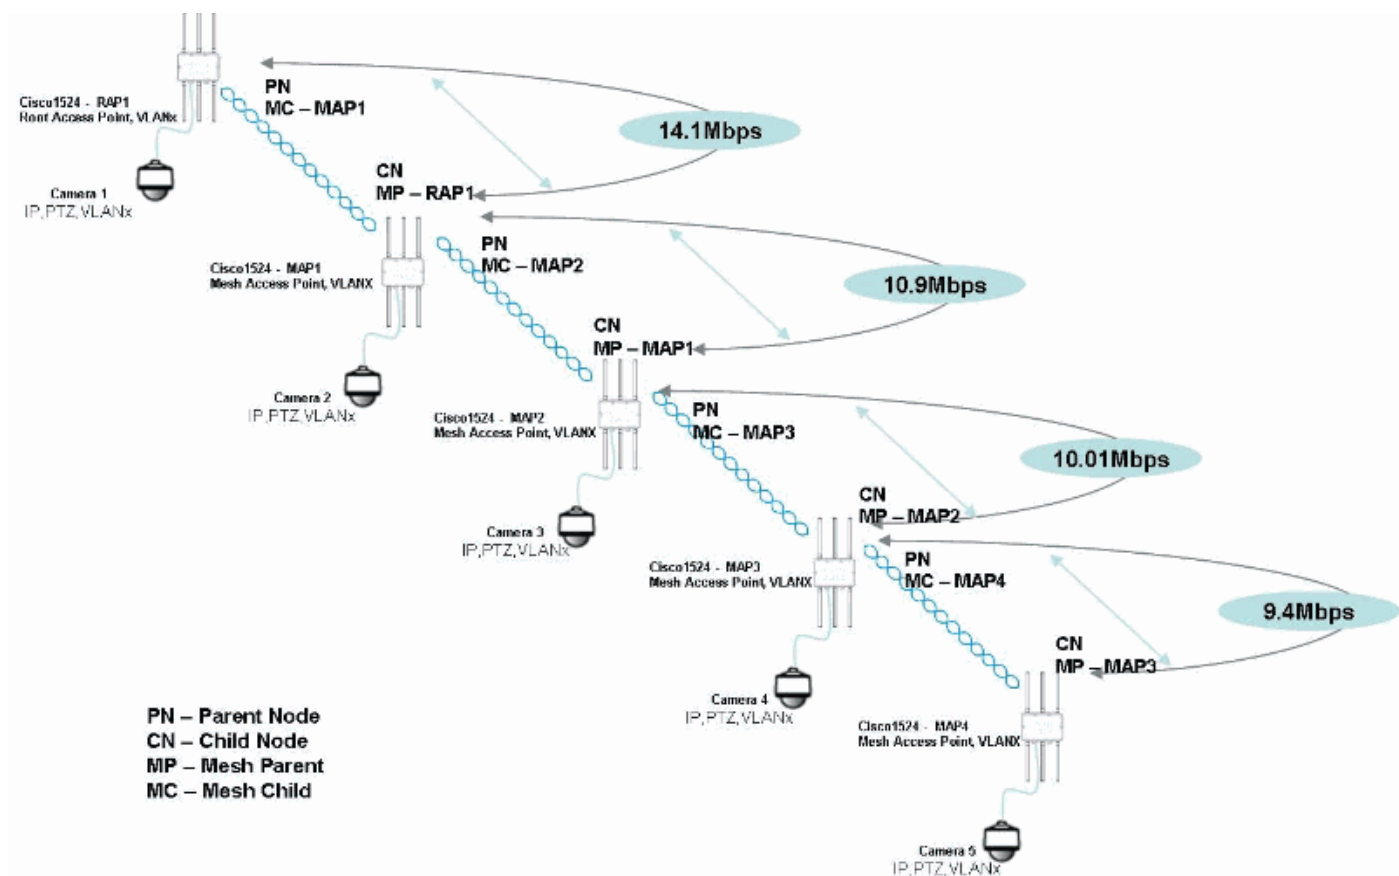 PN
MC – MAP1
Cisco1524 - RAP1
Root Access Point, VLANx
14.1Mbps
Camera 1
IP,PTZ,VLANx
CN
MP – RAP1
PN
MC – MAP2
Cisco1524 - MAP1
Mesh Access Point, VLANX
10.9Mbps
Camera 2
IP,PTZ,VLANx
CN
MP – MAP1
PN
MC – MAP3
Cisco1524 - MAP2
Mesh Access Point, VLANX
10.01Mbps
Camera 3
IP,PTZ,VLANx
CN
MP – MAP2
PN
MC – MAP4
Cisco1524 - MAP3
Mesh Access Point, VLANX
9.4Mbps
CN
MP – MAP3
Camera 4
IP,PTZ,VLANx
Cisco1524 - MAP4
Mesh Access Point, VLANX
PN – Parent Node
CN – Child Node
MP – Mesh Parent
MC – Mesh Child
Camera 5
IP,PTZ,VLANx